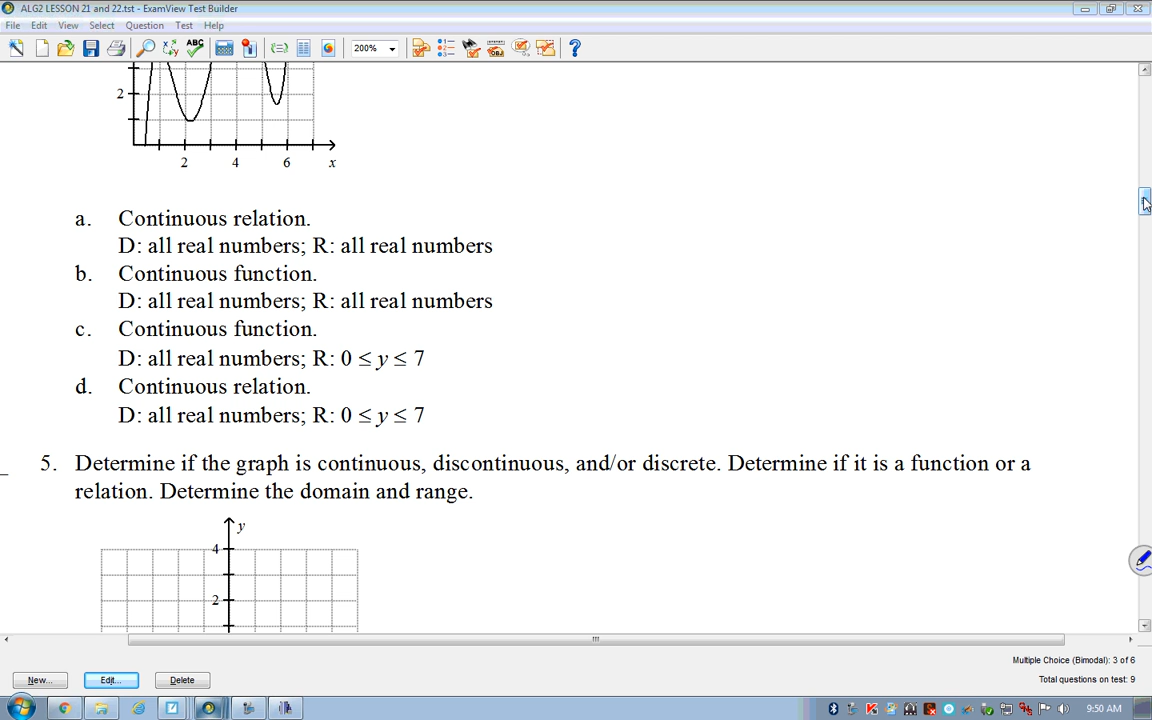 ALG2 LESSON 21 and 22.tst - ExamView Test Builder
File Edit View Select Question Test Help
ABC 200% OBJ ?
2
2 4 6 x
a. Continuous relation.
D: all real numbers; R: all real numbers
b. Continuous function.
D: all real numbers; R: all real numbers
c. Continuous function.
D: all real numbers; R: 0 ≤ y ≤ 7
d. Continuous relation.
D: all real numbers; R: 0 ≤ y ≤ 7
5. Determine if the graph is continuous, discontinuous, and/or discrete. Determine if it is a function or a
relation. Determine the domain and range.
y
4
2
Multiple Choice (Bimodal): 3 of 6
New... Edit... Delete
Total questions on test: 9
9:50 AM